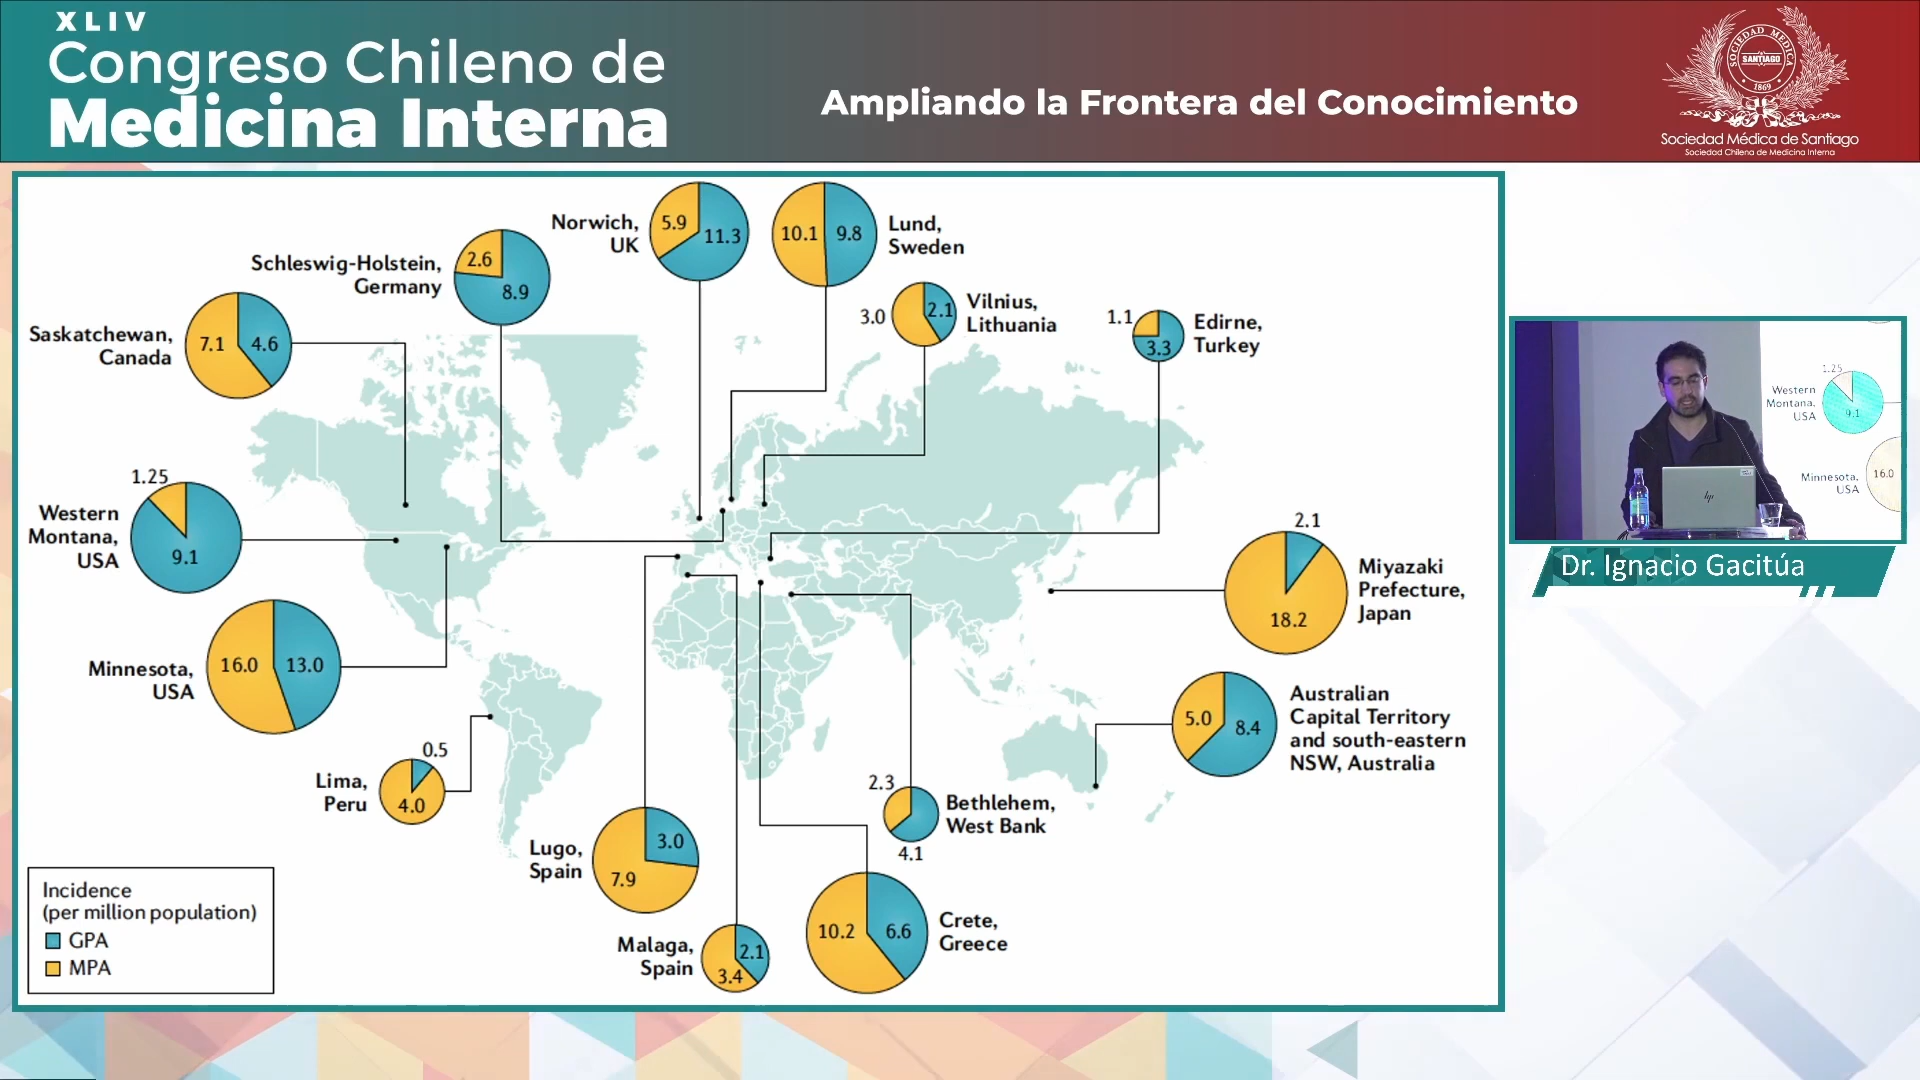 XLIV
Congreso Chileno de
Medicina Interna
Ampliando la Frontera del Conocimiento
SOCIEDAD MEDICA
SANTIAGO
1869
Sociedad Médica de Santiago
Sociedad Chilena de Medicina Interna
Norwich,
UK
5.9
11.3
10.1
9.8
Lund,
Sweden
Schleswig-Holstein,
Germany
2.6
8.9
3.0
2.1
Vilnius,
Lithuania
1.1
3.3
Edirne,
Turkey
Saskatchewan,
Canada
7.1
4.6
1.25
Western
Montana,
USA
9.1
2.1
18.2
Miyazaki
Prefecture,
Japan
Minnesota,
USA
16.0
13.0
5.0
8.4
Australian
Capital Territory
and south-eastern
NSW, Australia
Lima,
Peru
0.5
4.0
2.3
4.1
Bethlehem,
West Bank
Lugo,
Spain
3.0
7.9
Malaga,
Spain
2.1
3.4
10.2
6.6
Crete,
Greece
Incidence
(per million population)
GPA
MPA
1.25
Western
Montana,
USA
9.1
Minnesota,
USA
16.0
hp
Dr. Ignacio Gacitúa